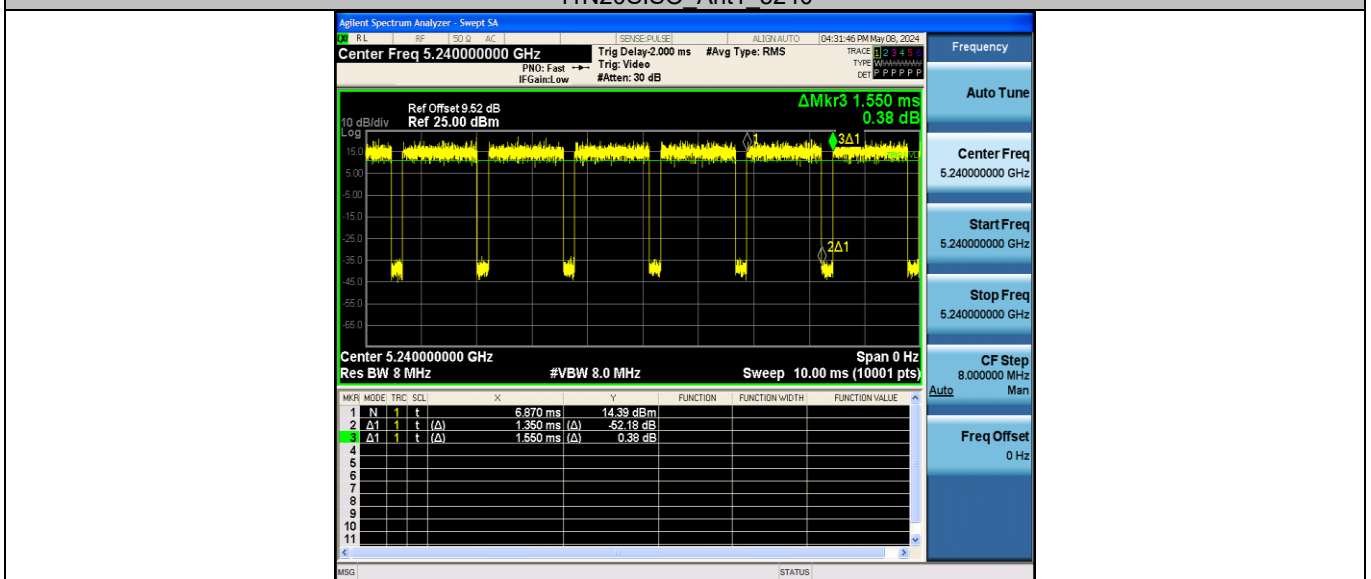 Agilent Spectrum Analyzer - Swept SA
RL RF 50 Ω AC SENSE:PULSE ALIGN AUTO 04:31:46 PM May 08, 2024
Center Freq 5.240000000 GHz
PNO: Fast
IFGain:Low
Trig Delay-2.000 ms
Trig: Video
#Atten: 30 dB
#Avg Type: RMS
TRACE 1 2 3 4 5 6
TYPE
DET P P P P P P
Ref Offset 9.52 dB
10 dB/div Ref 25.00 dBm
Log
ΔMkr3 1.550 ms
0.38 dB
15.0
5.00
-5.00
-15.0
-25.0
-35.0
-45.0
-55.0
-65.0
1
3Δ1
2Δ1
Center 5.240000000 GHz Span 0 Hz
Res BW 8 MHz #VBW 8.0 MHz Sweep 10.00 ms (10001 pts)
MKR MODE TRC SCL X Y FUNCTION FUNCTION WIDTH FUNCTION VALUE
1 N 1 t 6.870 ms 14.39 dBm
2 Δ1 1 t (Δ) 1.350 ms (Δ) -52.18 dB
3 Δ1 1 t (Δ) 1.550 ms (Δ) 0.38 dB
4
5
6
7
8
9
10
11
MSG STATUS
Frequency
Auto Tune
Center Freq
5.240000000 GHz
Start Freq
5.240000000 GHz
Stop Freq
5.240000000 GHz
CF Step
8.000000 MHz
Auto Man
Freq Offset
0 Hz